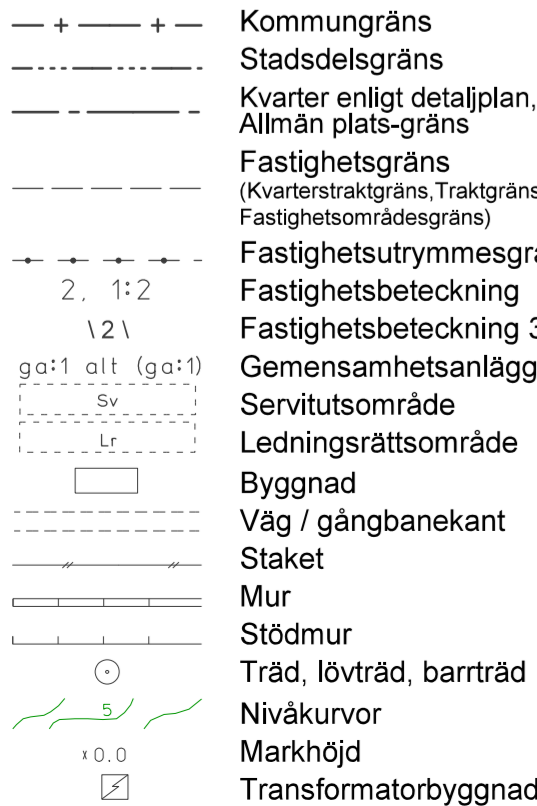 Kommungräns
Stadsdelsgräns
Kvarter enligt detaljplan,
Allmän plats-gräns
Fastighetsgräns
(Kvarterstraktgräns,Traktgräns
Fastighetsområdesgräns)
Fastighetsutrymmesgrä
2, 1:2 Fastighetsbeteckning
\2\ Fastighetsbeteckning 3
ga:1 alt (ga:1) Gemensamhetsanlägg
Sv Servitutsområde
Lr Ledningsrättsområde
Byggnad
Väg / gångbanekant
Staket
Mur
Stödmur
Träd, lövträd, barrträd
5 Nivåkurvor
x0.0 Markhöjd
Transformatorbyggnad